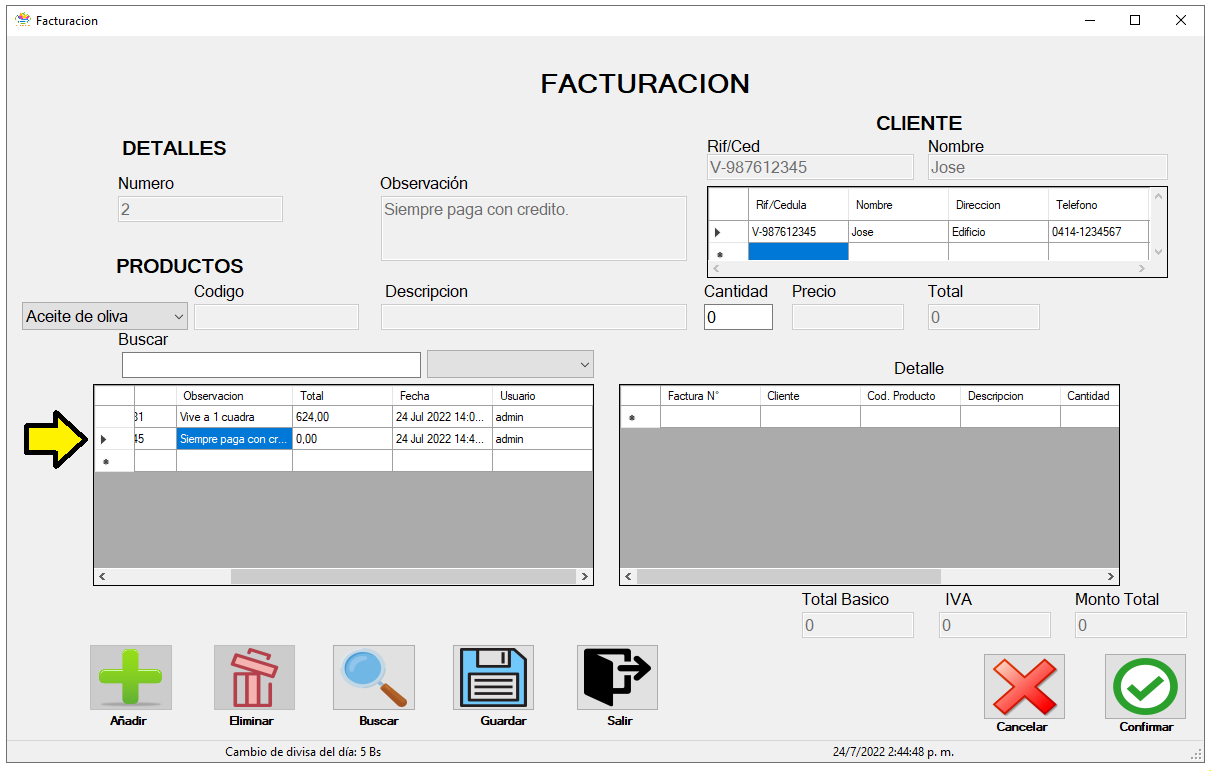 Facturacion
FACTURACION
CLIENTE
DETALLES
Rif/Ced Nombre
V-987612345 Jose
Numero Observación
2 Siempre paga con credito.
Rif/Cedula Nombre Direccion Telefono
V-987612345 Jose Edificio 0414-1234567
PRODUCTOS
Codigo Descripcion Cantidad Precio Total
Aceite de oliva 0 0
Buscar
Detalle
Observacion Total Fecha Usuario
31 Vive a 1 cuadra 624,00 24 Jul 2022 14:0... admin
45 Siempre paga con cr... 0,00 24 Jul 2022 14:4... admin
Factura N° Cliente Cod. Producto Descripcion Cantidad
Total Basico IVA Monto Total
0 0 0
Añadir Eliminar Buscar Guardar Salir Cancelar Confirmar
Cambio de divisa del día: 5 Bs 24/7/2022 2:44:48 p. m.